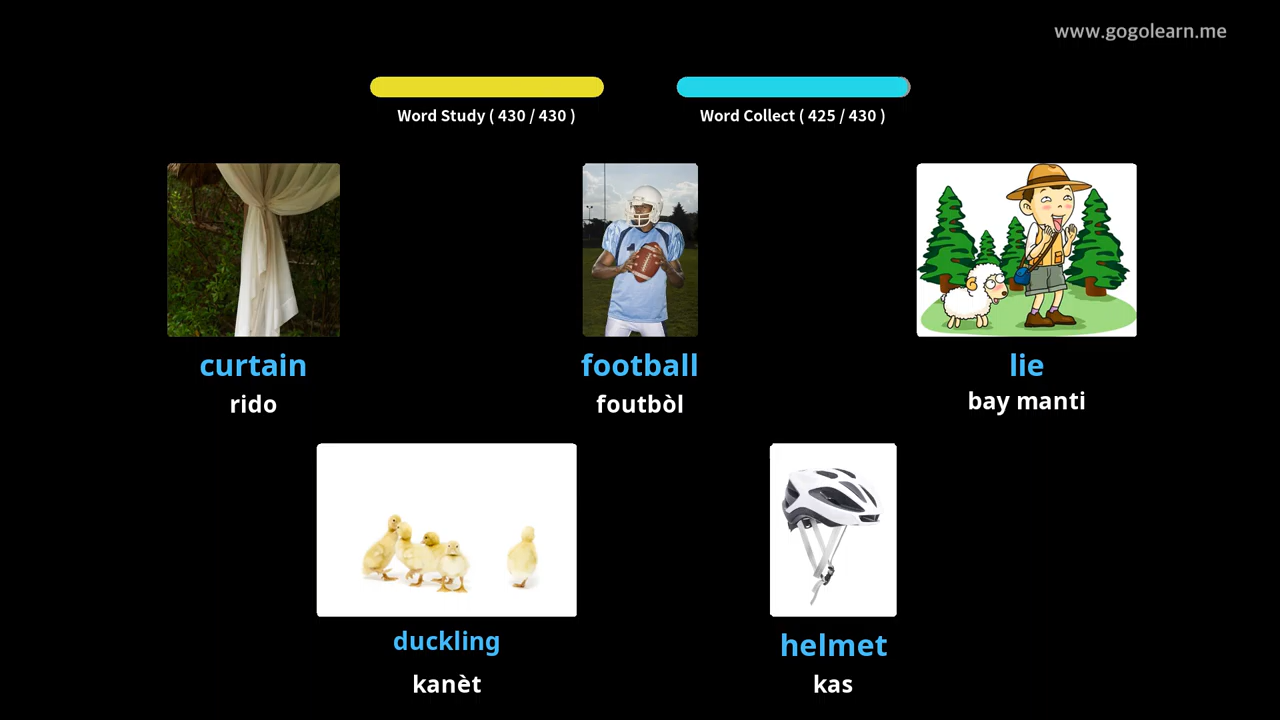 www.gogolearn.me
Word Study ( 430 / 430 )
Word Collect ( 425 / 430 )
curtain
rido
football
foutbòl
lie
bay manti
duckling
kanèt
helmet
kas